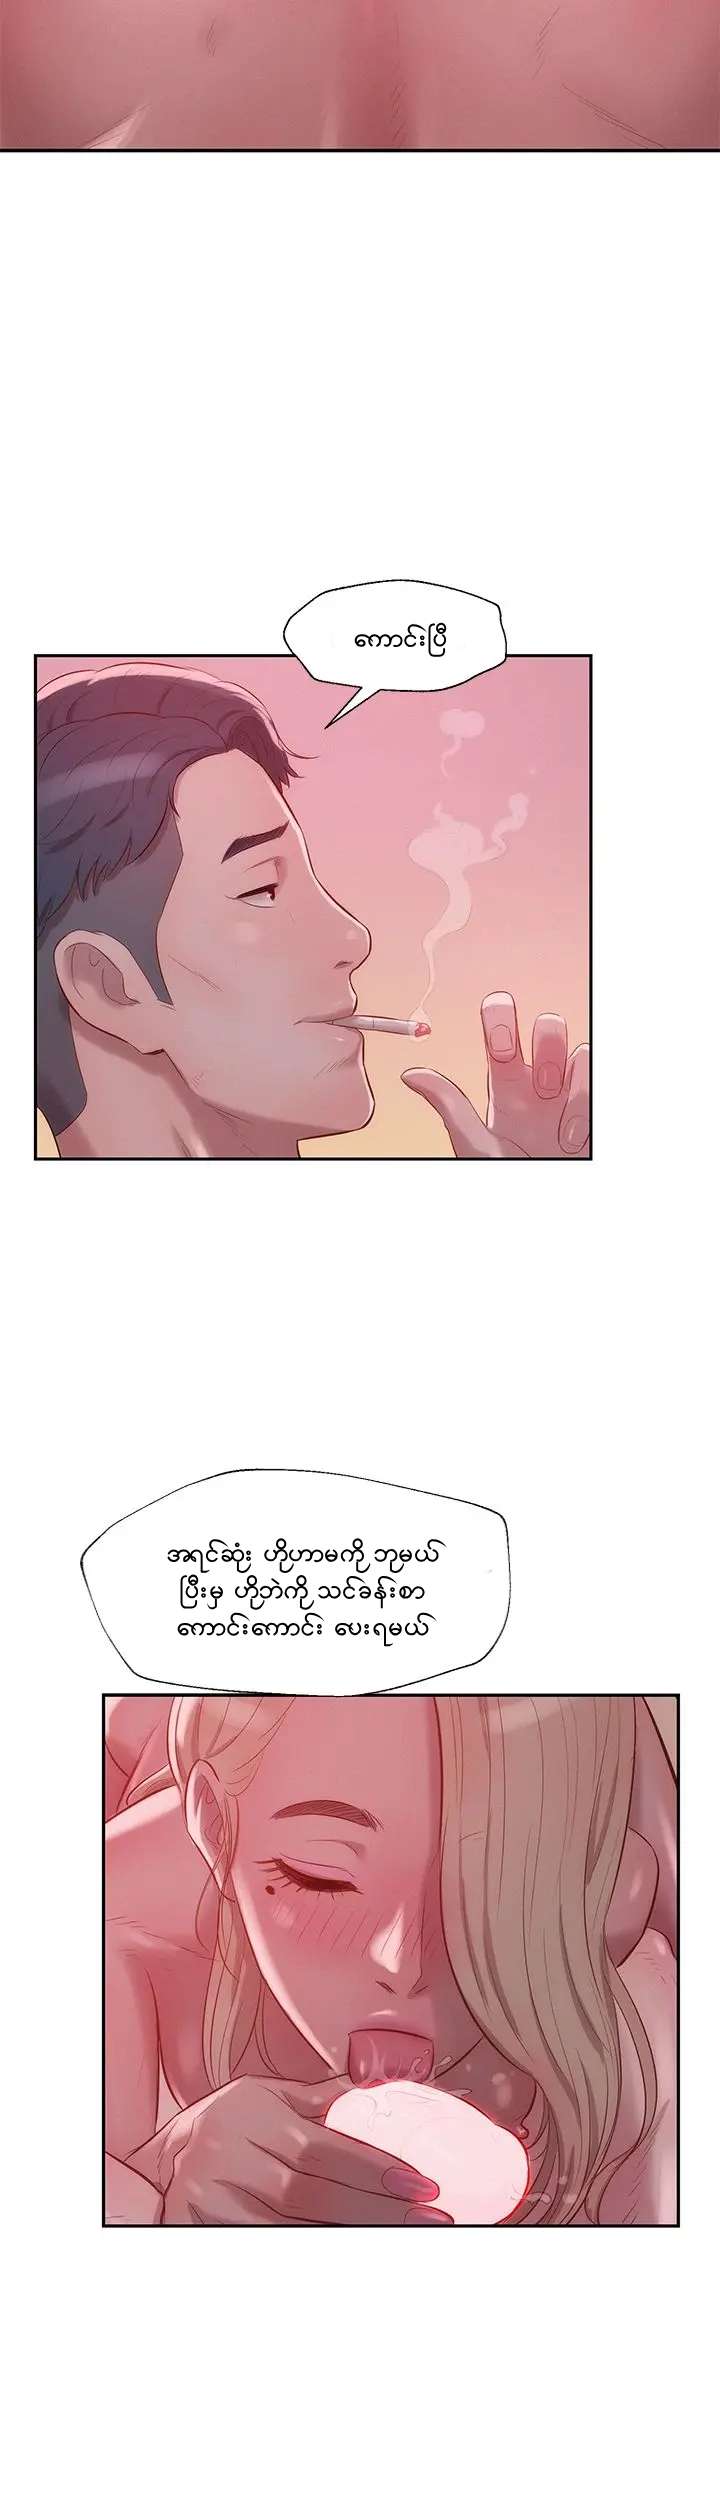 ကောင်းပြီ
အရင်ဆုံး ဟိုဟာမကို ဘုမယ်
ပြီးမှ ဟိုဘဲကို သင်ခန်းစာ
ကောင်းကောင်း ပေးရမယ်